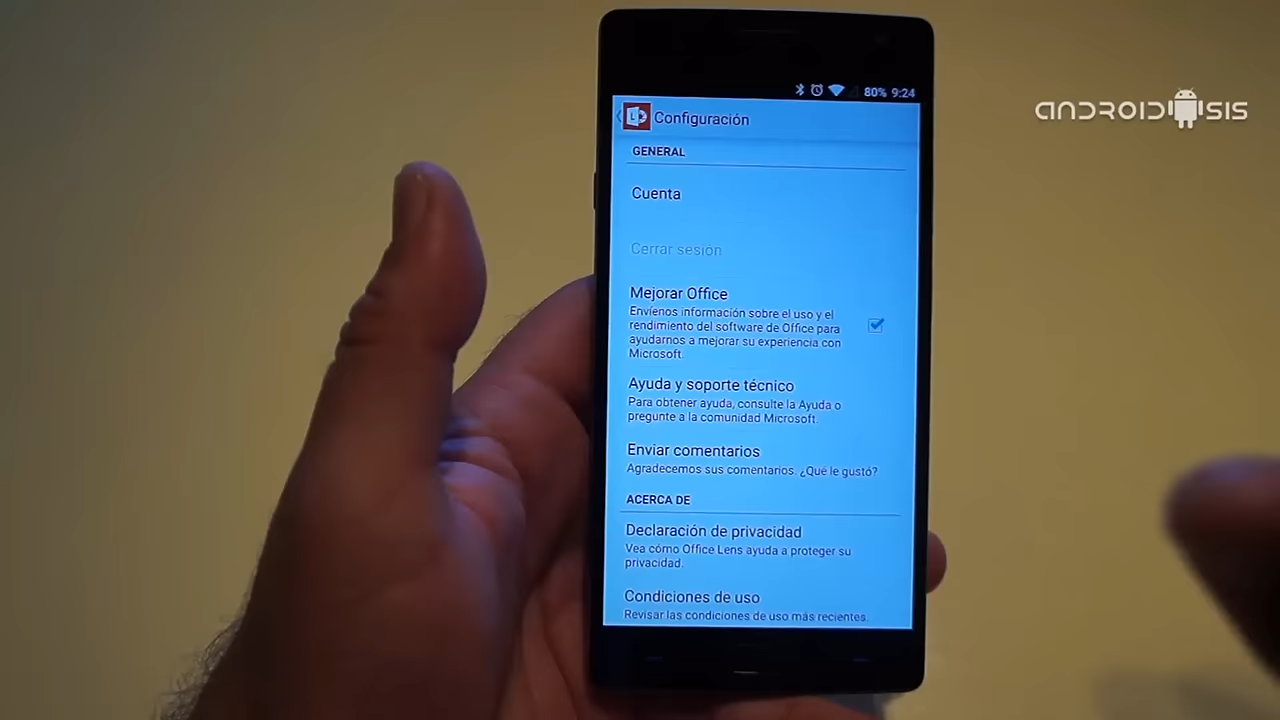 80% 9:24
ANDROIDSIS
Configuración
GENERAL
Cuenta
Cerrar sesión
Mejorar Office
Envíenos información sobre el uso y el
rendimiento del software de Office para
ayudarnos a mejorar su experiencia con
Microsoft.
Ayuda y soporte técnico
Para obtener ayuda, consulte la Ayuda o
pregunte a la comunidad Microsoft.
Enviar comentarios
Agradecemos sus comentarios. ¿Qué le gustó?
ACERCA DE
Declaración de privacidad
Vea cómo Office Lens ayuda a proteger su
privacidad.
Condiciones de uso
Revisar las condiciones de uso más recientes.